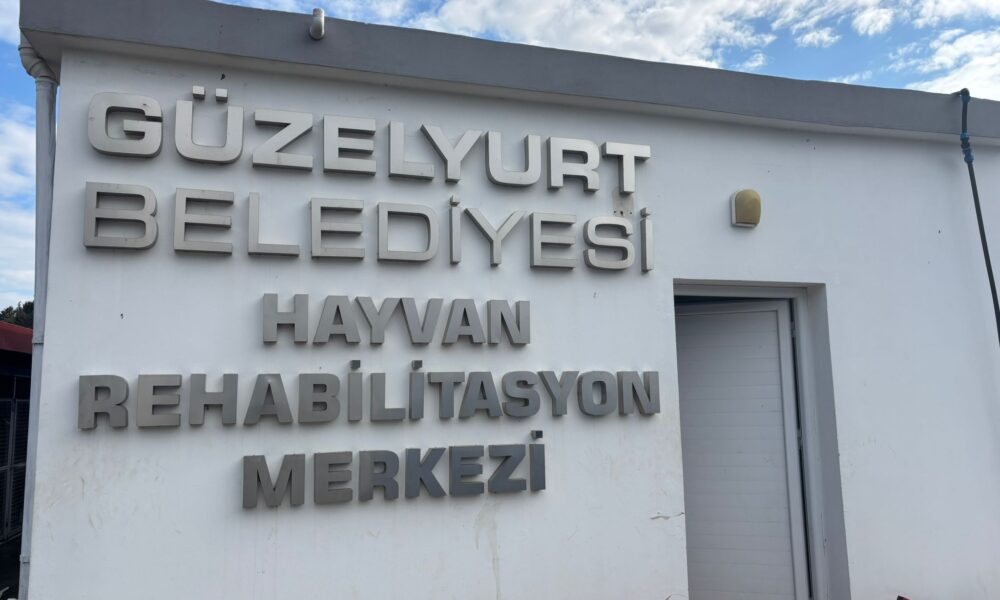 GÜZELYURT
BELEDİYESİ
HAYVAN
REHABİLİTASYON
MERKEZİ